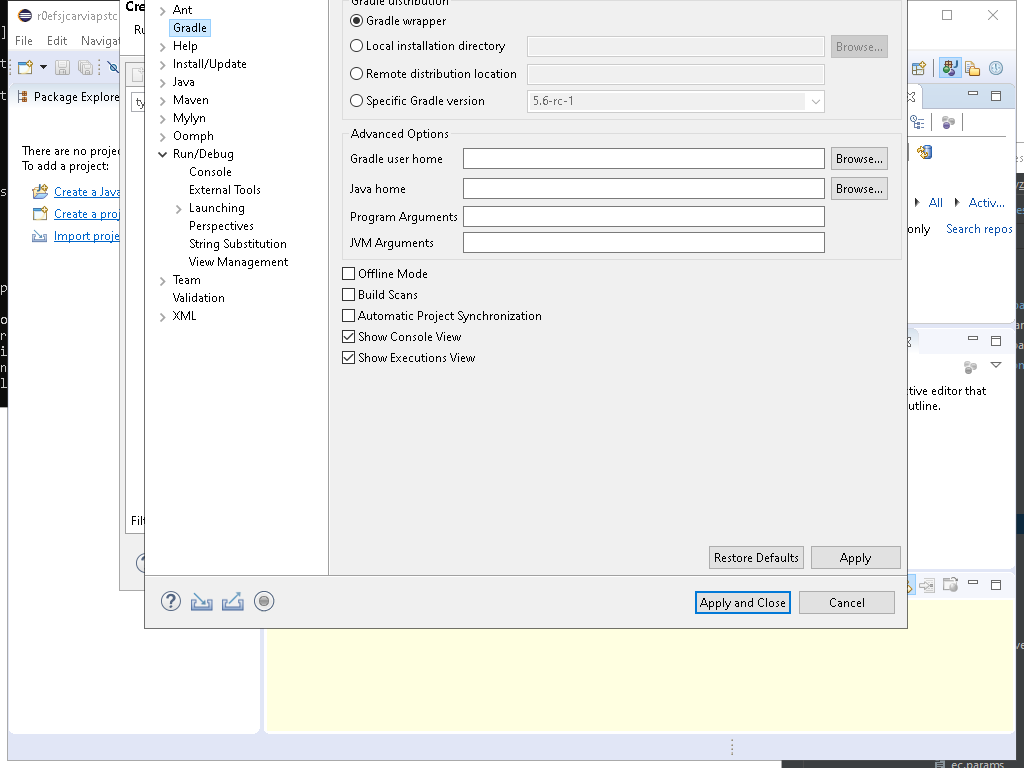 r0efsjcarviapstc
File Edit Navigat
Package Explore
There are no projec
To add a project:
Create a Java
Create a proj
Import proje
Cre
Ru
ty
Filt
Ant
Gradle
Help
Install/Update
Java
Maven
Mylyn
Oomph
Run/Debug
Console
External Tools
Launching
Perspectives
String Substitution
View Management
Team
Validation
XML
Gradle distribution
Gradle wrapper
Local installation directory
Browse...
Remote distribution location
Specific Gradle version
5.6-rc-1
Advanced Options
Gradle user home
Browse...
Java home
Browse...
Program Arguments
JVM Arguments
Offline Mode
Build Scans
Automatic Project Synchronization
Show Console View
Show Executions View
Restore Defaults
Apply
Apply and Close
Cancel
All
Activ...
only
Search repos
tive editor that
utline.
ec.params